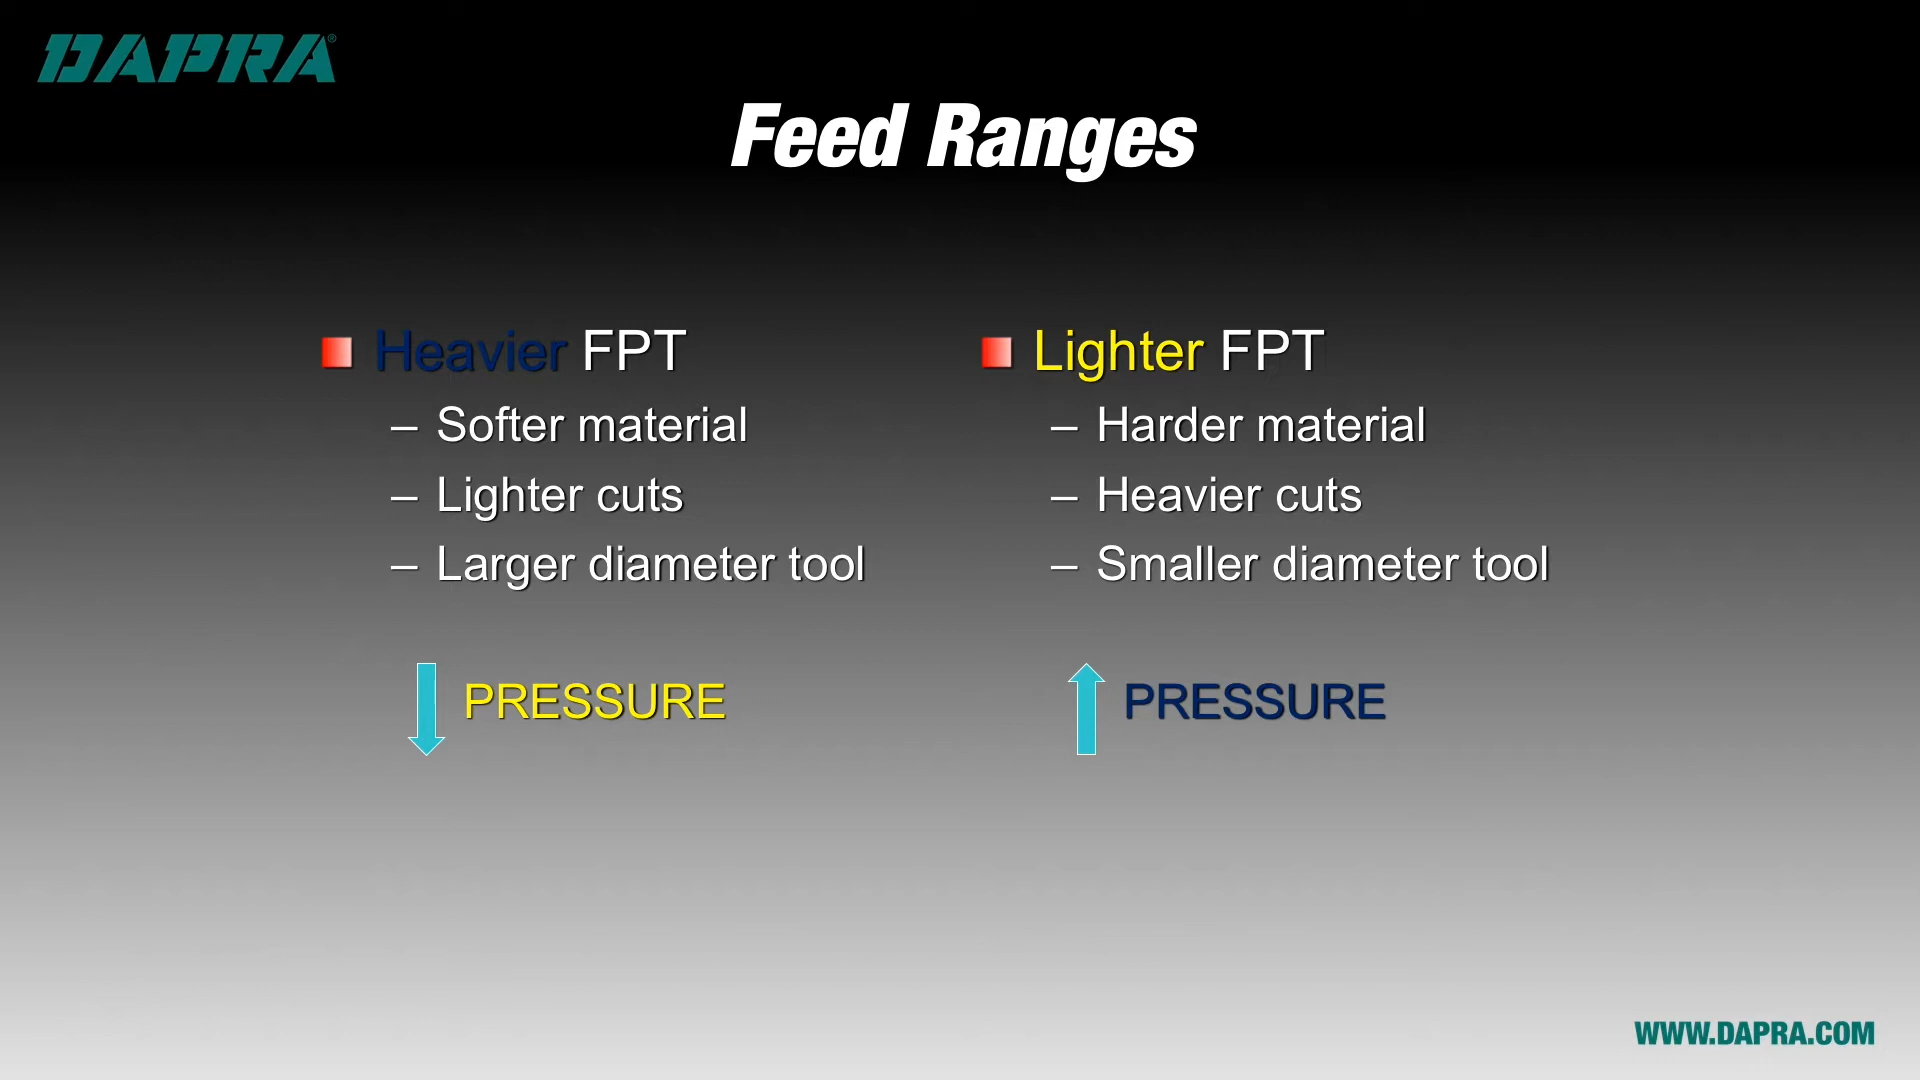 DAPRA®
Feed Ranges
Heavier FPT
– Softer material
– Lighter cuts
– Larger diameter tool
PRESSURE
Lighter FPT
– Harder material
– Heavier cuts
– Smaller diameter tool
PRESSURE
WWW.DAPRA.COM